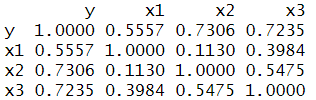 y x1 x2 x3
y 1.0000 0.5557 0.7306 0.7235
x1 0.5557 1.0000 0.1130 0.3984
x2 0.7306 0.1130 1.0000 0.5475
x3 0.7235 0.3984 0.5475 1.0000